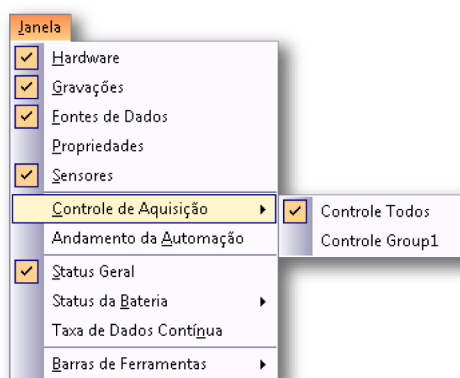 Janela
Hardware
Gravações
Fontes de Dados
Propriedades
Sensores
Controle de Aquisição
Controle Todos
Controle Group1
Andamento da Automação
Status Geral
Status da Bateria
Taxa de Dados Contínua
Barras de Ferramentas